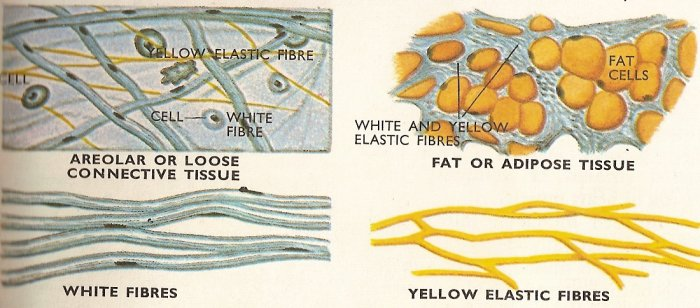 YELLOW ELASTIC FIBRE
CELL
WHITE
FIBRE
AREOLAR OR LOOSE
CONNECTIVE TISSUE
FAT
CELLS
WHITE AND YELLOW
ELASTIC FIBRES
FAT OR ADIPOSE TISSUE
WHITE FIBRES
YELLOW ELASTIC FIBRES